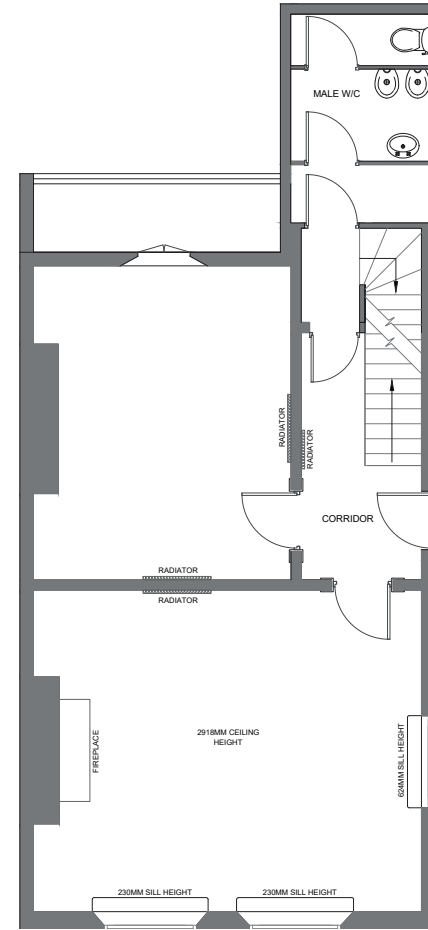 MALE W/C
RADIATOR
RADIATOR
CORRIDOR
RADIATOR
RADIATOR
2918MM CEILING
HEIGHT
FIREPLACE
624MM SILL HEIGHT
230MM SILL HEIGHT
230MM SILL HEIGHT